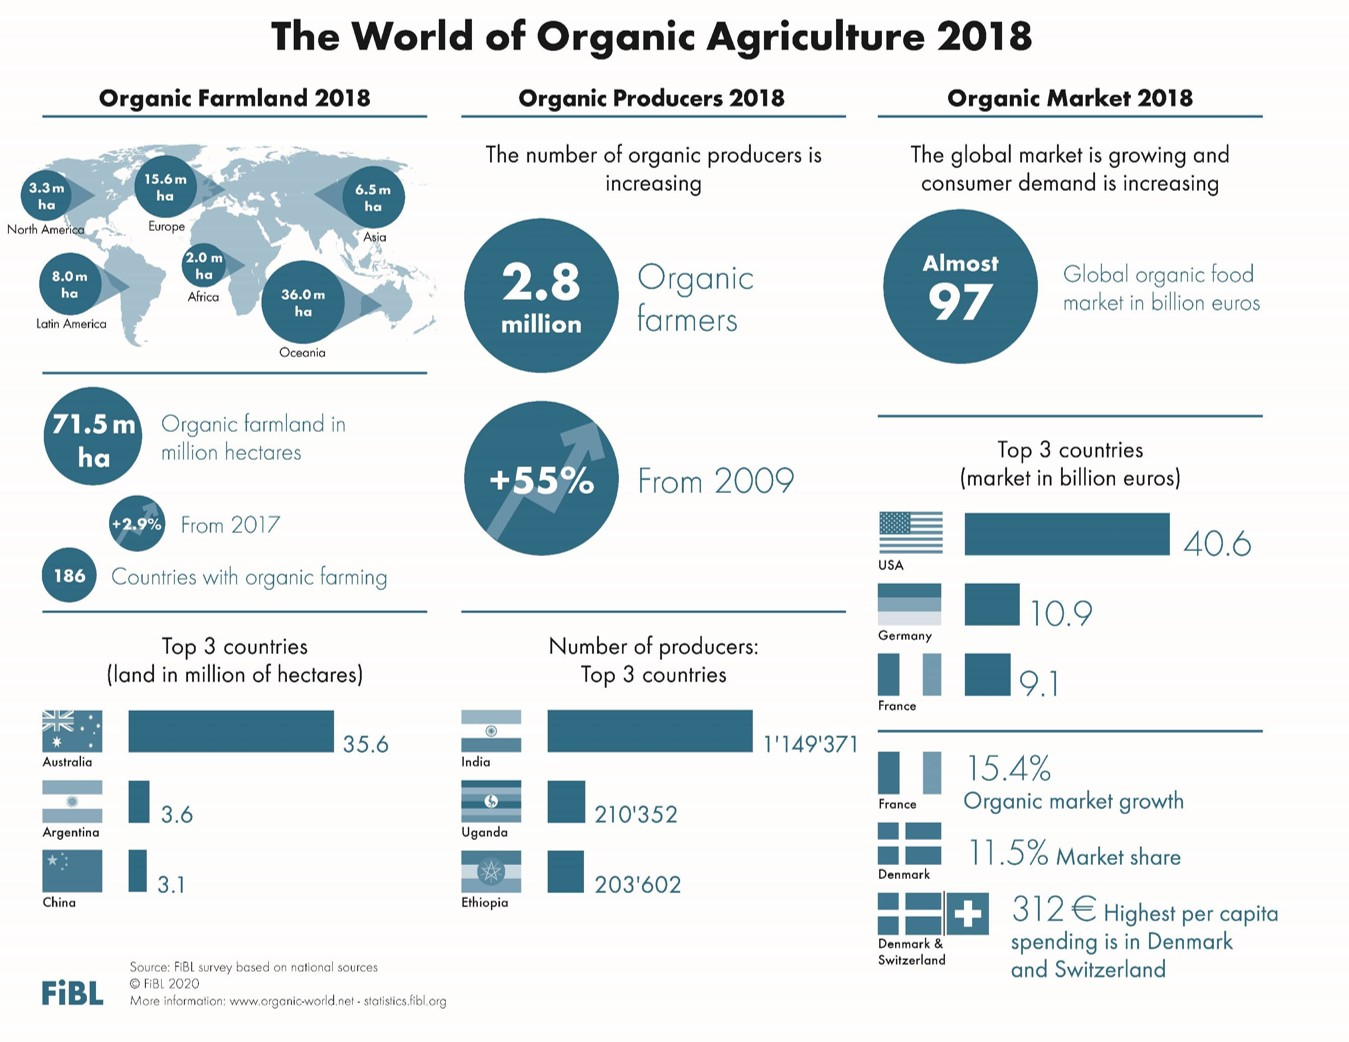 The World of Organic Agriculture 2018
Organic Farmland 2018
3.3 m
ha
North America
15.6 m
ha
Europe
6.5 m
ha
Asia
8.0 m
ha
Latin America
2.0 m
ha
Africa
36.0 m
ha
Oceania
71.5 m
ha
Organic farmland in
million hectares
+2.9%
From 2017
186
Countries with organic farming
Top 3 countries
(land in million of hectares)
35.6
Australia
3.6
Argentina
3.1
China
Organic Producers 2018
The number of organic producers is
increasing
2.8
million
Organic
farmers
+55%
From 2009
Number of producers:
Top 3 countries
1'149'371
India
210'352
Uganda
203'602
Ethiopia
Organic Market 2018
The global market is growing and
consumer demand is increasing
Almost
97
Global organic food
market in billion euros
Top 3 countries
(market in billion euros)
40.6
USA
10.9
Germany
9.1
France
15.4%
Organic market growth
France
11.5% Market share
Denmark
312 € Highest per capita
spending is in Denmark
and Switzerland
Denmark &
Switzerland
FiBL
Source: FiBL survey based on national sources
© FiBL 2020
More information: www.organic-world.net - statistics.fibl.org